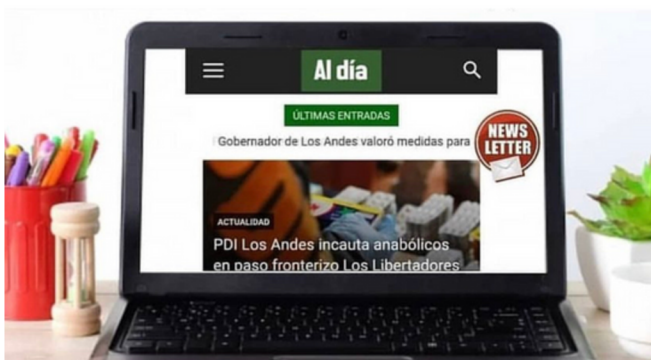 Al día
ÚLTIMAS ENTRADAS
Gobernador de Los Andes valoró medidas para
NEWS
LETTER
ACTUALIDAD
PDI Los Andes incauta anabólicos
en paso fronterizo Los Libertadores